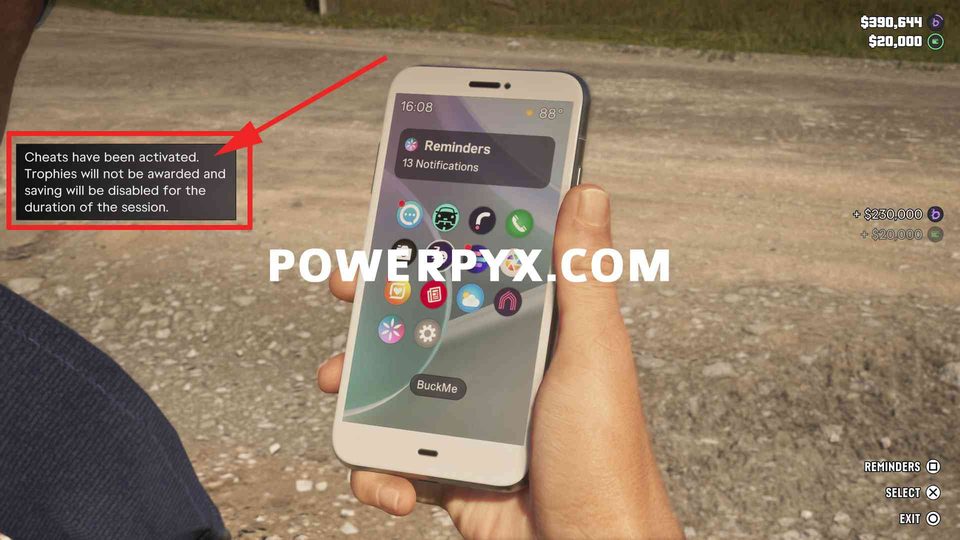 $390,644
$20,000
16:08
88°
Reminders
13 Notifications
Cheats have been activated.
Trophies will not be awarded and
saving will be disabled for the
duration of the session.
+ $230,000
+ $20,000
POWERPYX.COM
BuckMe
REMINDERS
SELECT
EXIT